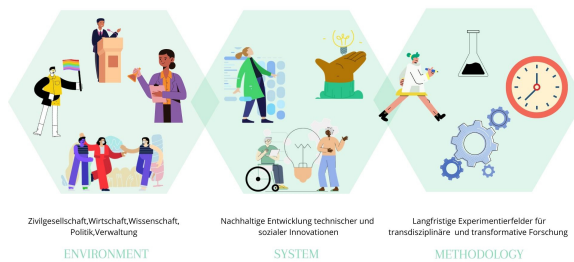 Zivilgesellschaft,Wirtschaft,Wissenschaft,
Politik,Verwaltung
ENVIRONMENT
Nachhaltige Entwicklung technischer und
sozialer Innovationen
SYSTEM
Langfristige Experimentierfelder für
transdisziplinäre und transformative Forschung
METHODOLOGY